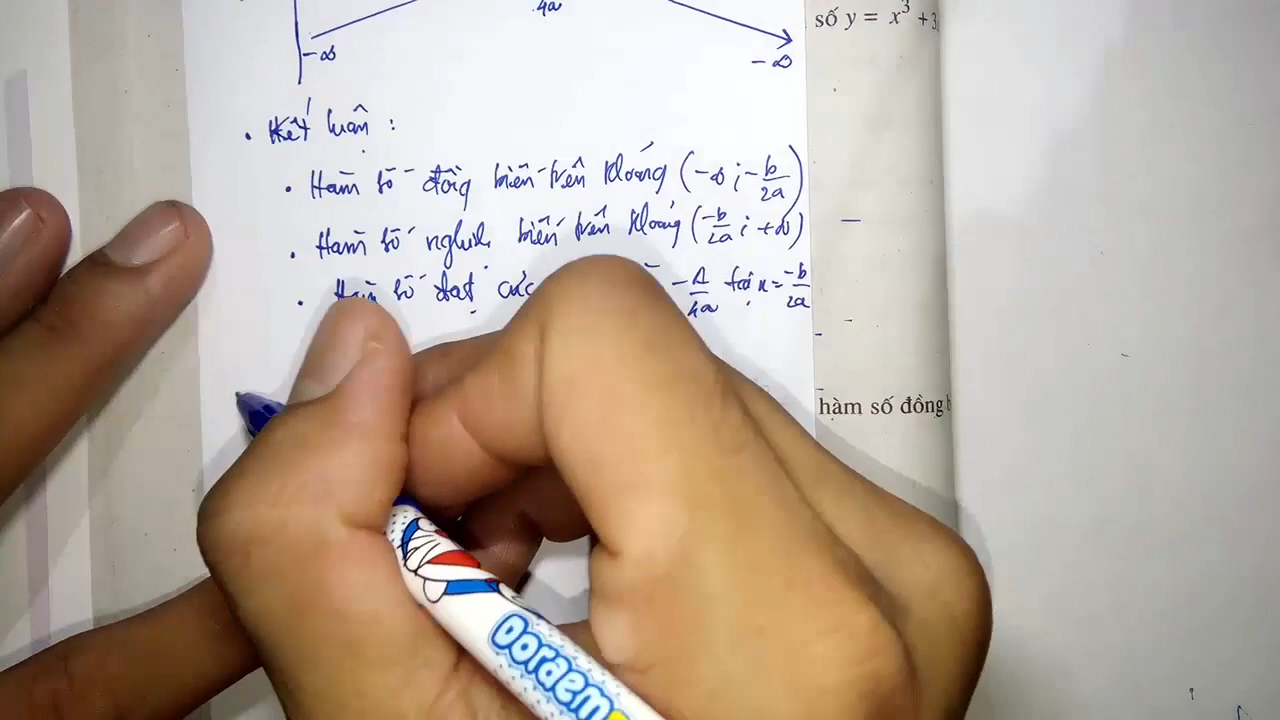 4a
-∞ -∞
số y = x³ + 3
• Kết luận :
• Hàm số đồng biến trên khoảng (-∞ ; -b/2a)
• Hàm số nghịch biến trên khoảng (-b/2a ; +∞)
• Hàm số đạt cực -Δ/4a tại x = -b/2a
hàm số đồng
Doraem